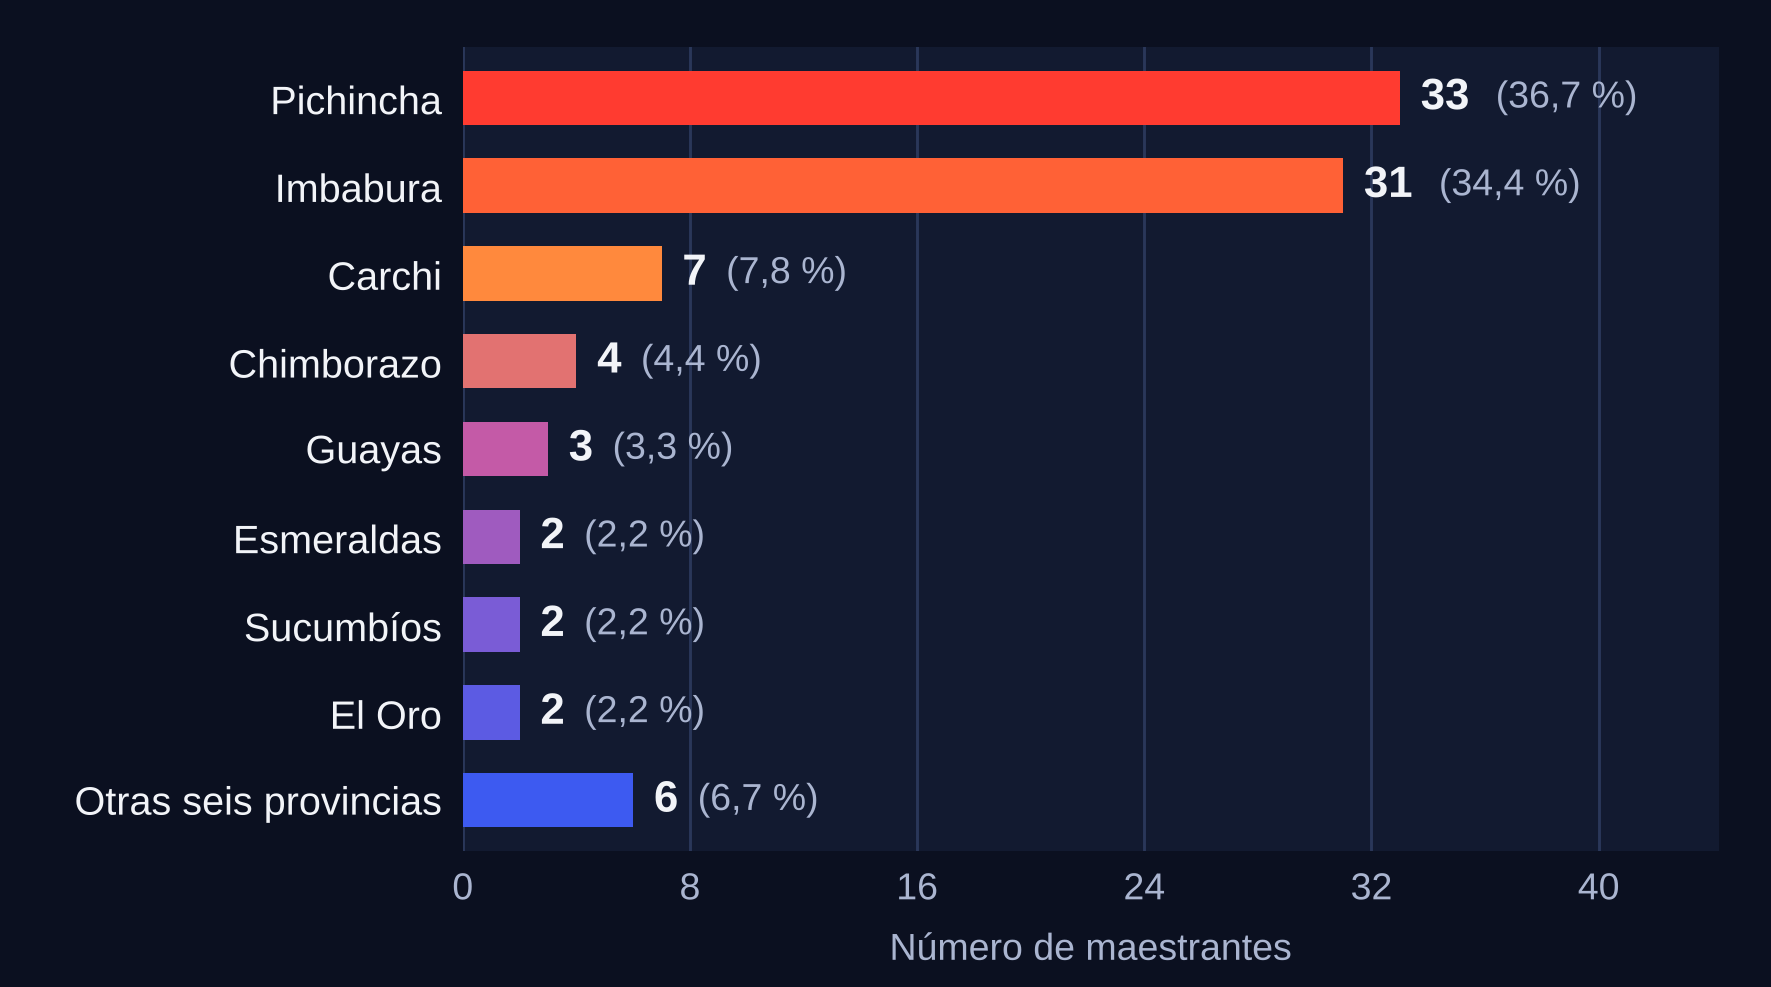 Pichincha 33 (36,7 %)
Imbabura 31 (34,4 %)
Carchi 7 (7,8 %)
Chimborazo 4 (4,4 %)
Guayas 3 (3,3 %)
Esmeraldas 2 (2,2 %)
Sucumbíos 2 (2,2 %)
El Oro 2 (2,2 %)
Otras seis provincias 6 (6,7 %)
0 8 16 24 32 40
Número de maestrantes